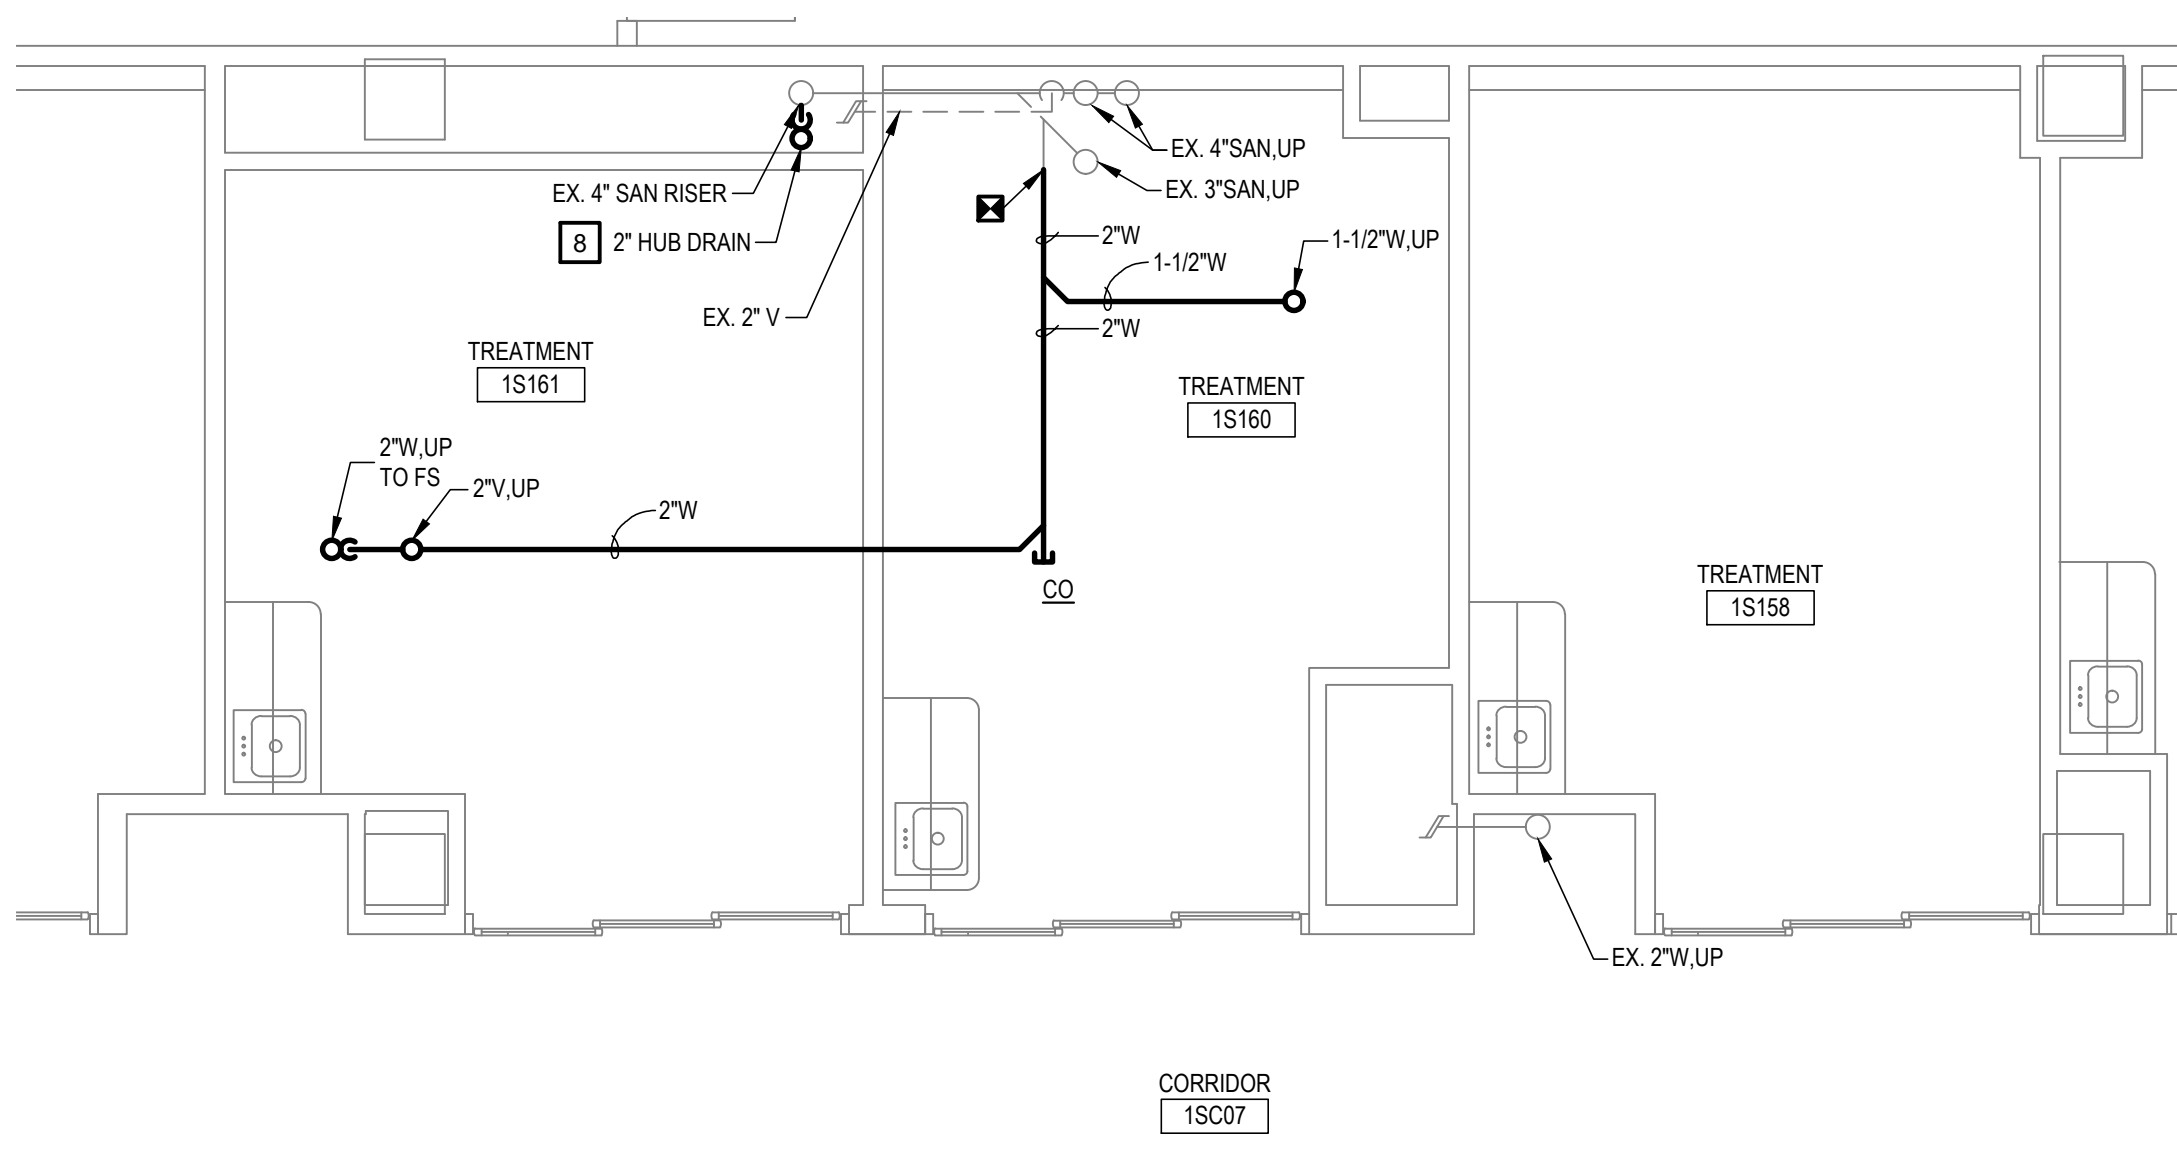 EX. 4"SAN,UP
EX. 4" SAN RISER
EX. 3"SAN,UP
8
2" HUB DRAIN
2"W
1-1/2"W,UP
1-1/2"W
EX. 2" V
2"W
TREATMENT
1S161
TREATMENT
1S160
2"W,UP
TO FS
2"V,UP
2"W
CO
TREATMENT
1S158
EX. 2"W,UP
CORRIDOR
1SC07